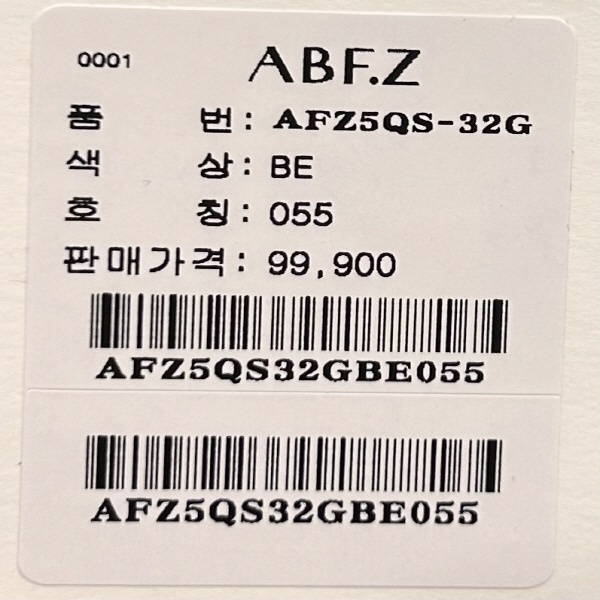 0001 ABF.Z
품 번: AFZ5QS-32G
색 상: BE
호 칭: 055
판매가격: 99,900
AFZ5QS32GBE055
AFZ5QS32GBE055